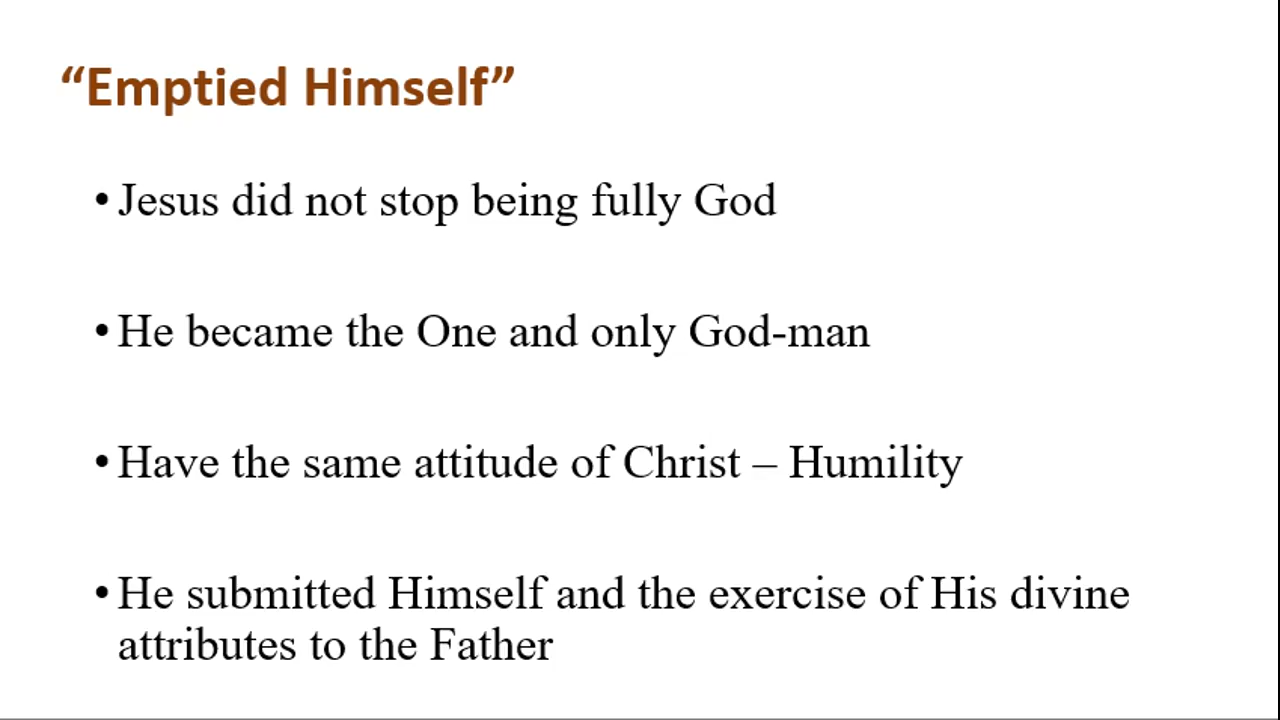 “Emptied Himself”
• Jesus did not stop being fully God
• He became the One and only God-man
• Have the same attitude of Christ – Humility
• He submitted Himself and the exercise of His divine
attributes to the Father